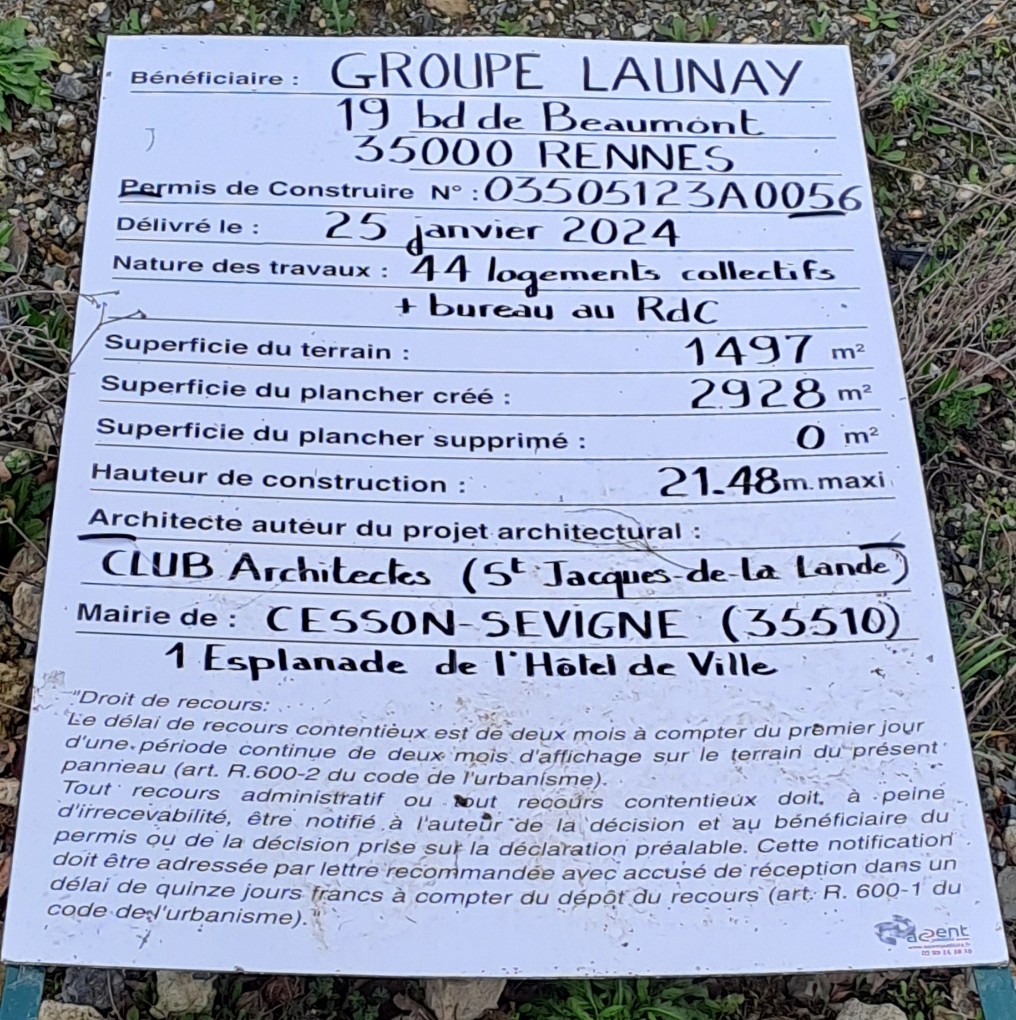 Bénéficiaire : GROUPE LAUNAY
19 bd de Beaumont
35000 RENNES
Permis de Construire N° : 03505123A0056
Délivré le : 25 janvier 2024
Nature des travaux : 44 logements collectifs
+ bureau au RdC
Superficie du terrain : 1497 m²
Superficie du plancher créé : 2928 m²
Superficie du plancher supprimé : 0 m²
Hauteur de construction : 21.48m. maxi
Architecte auteur du projet architectural :
CLUB Architectes (St Jacques-de-la Lande)
Mairie de : CESSON-SEVIGNE (35510)
1 Esplanade de l'Hôtel de Ville
"Droit de recours:
Le délai de recours contentieux est de deux mois à compter du premier jour
d'une période continue de deux mois d'affichage sur le terrain du présent
panneau (art. R.600-2 du code de l'urbanisme).
Tout recours administratif ou tout recours contentieux doit, à peine
d'irrecevabilité, être notifié à l'auteur de la décision et au bénéficiaire du
permis ou de la décision prise sur la déclaration préalable. Cette notification
doit être adressée par lettre recommandée avec accusé de réception dans un
délai de quinze jours francs à compter du dépôt du recours (art. R. 600-1 du
code de l'urbanisme)."